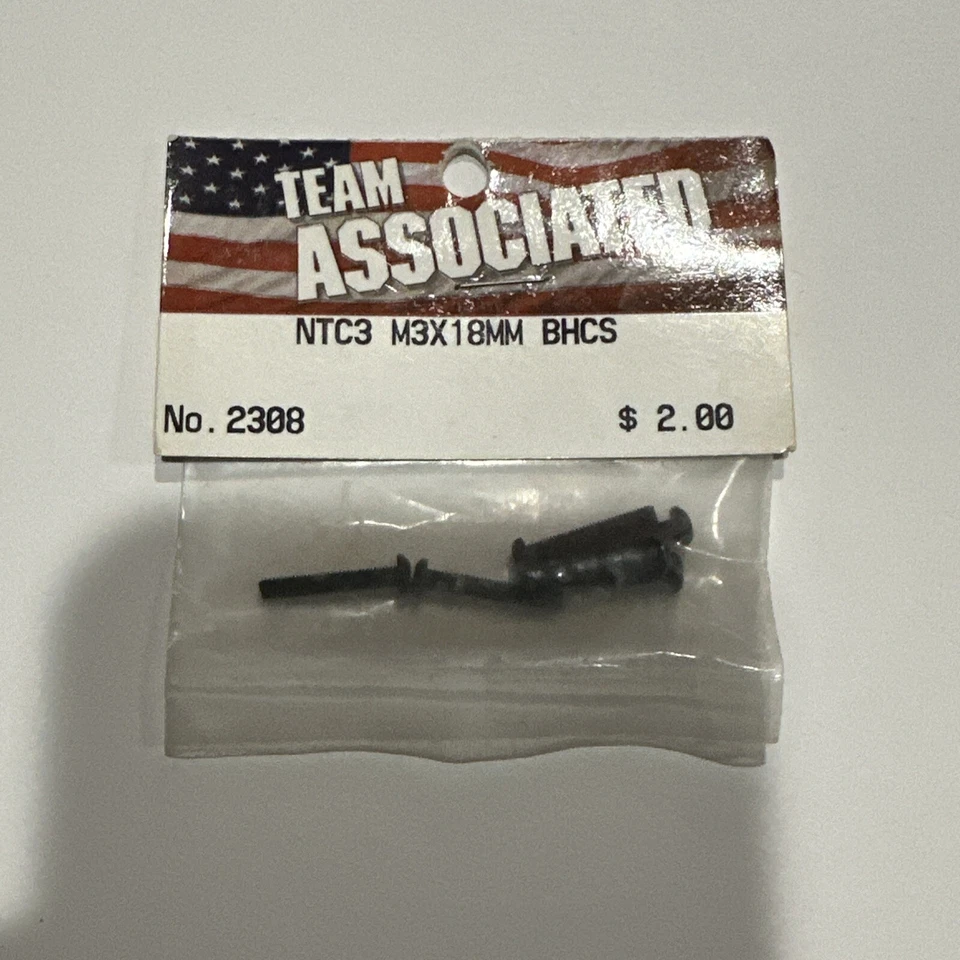 TEAM
ASSOCIATED
NTC3 M3X18MM BHCS
No. 2308 $ 2.00